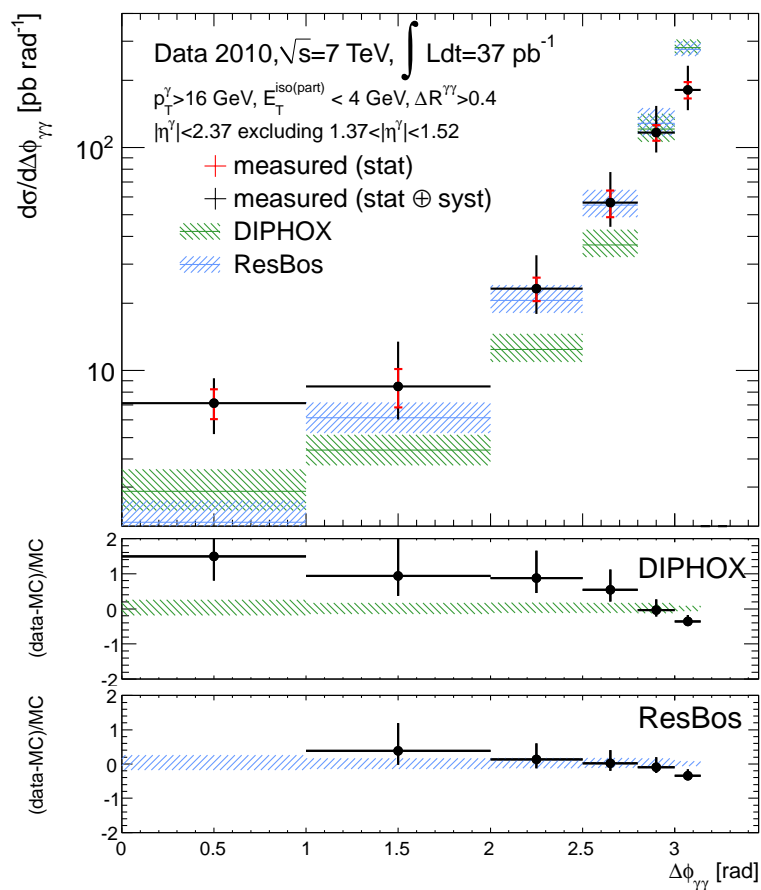 dσ/dΔϕγγ [pb rad⁻¹]
Data 2010,√s=7 TeV, ∫ Ldt=37 pb⁻¹
p_T^γ>16 GeV, E_T^iso(part) < 4 GeV, ΔR^γγ>0.4
|η^γ|<2.37 excluding 1.37<|η^γ|<1.52
measured (stat)
measured (stat ⊕ syst)
DIPHOX
ResBos
10²
10
(data-MC)/MC
DIPHOX
2
1
0
-1
-2
(data-MC)/MC
ResBos
2
1
0
-1
-2
0 0.5 1 1.5 2 2.5 3
Δϕγγ [rad]